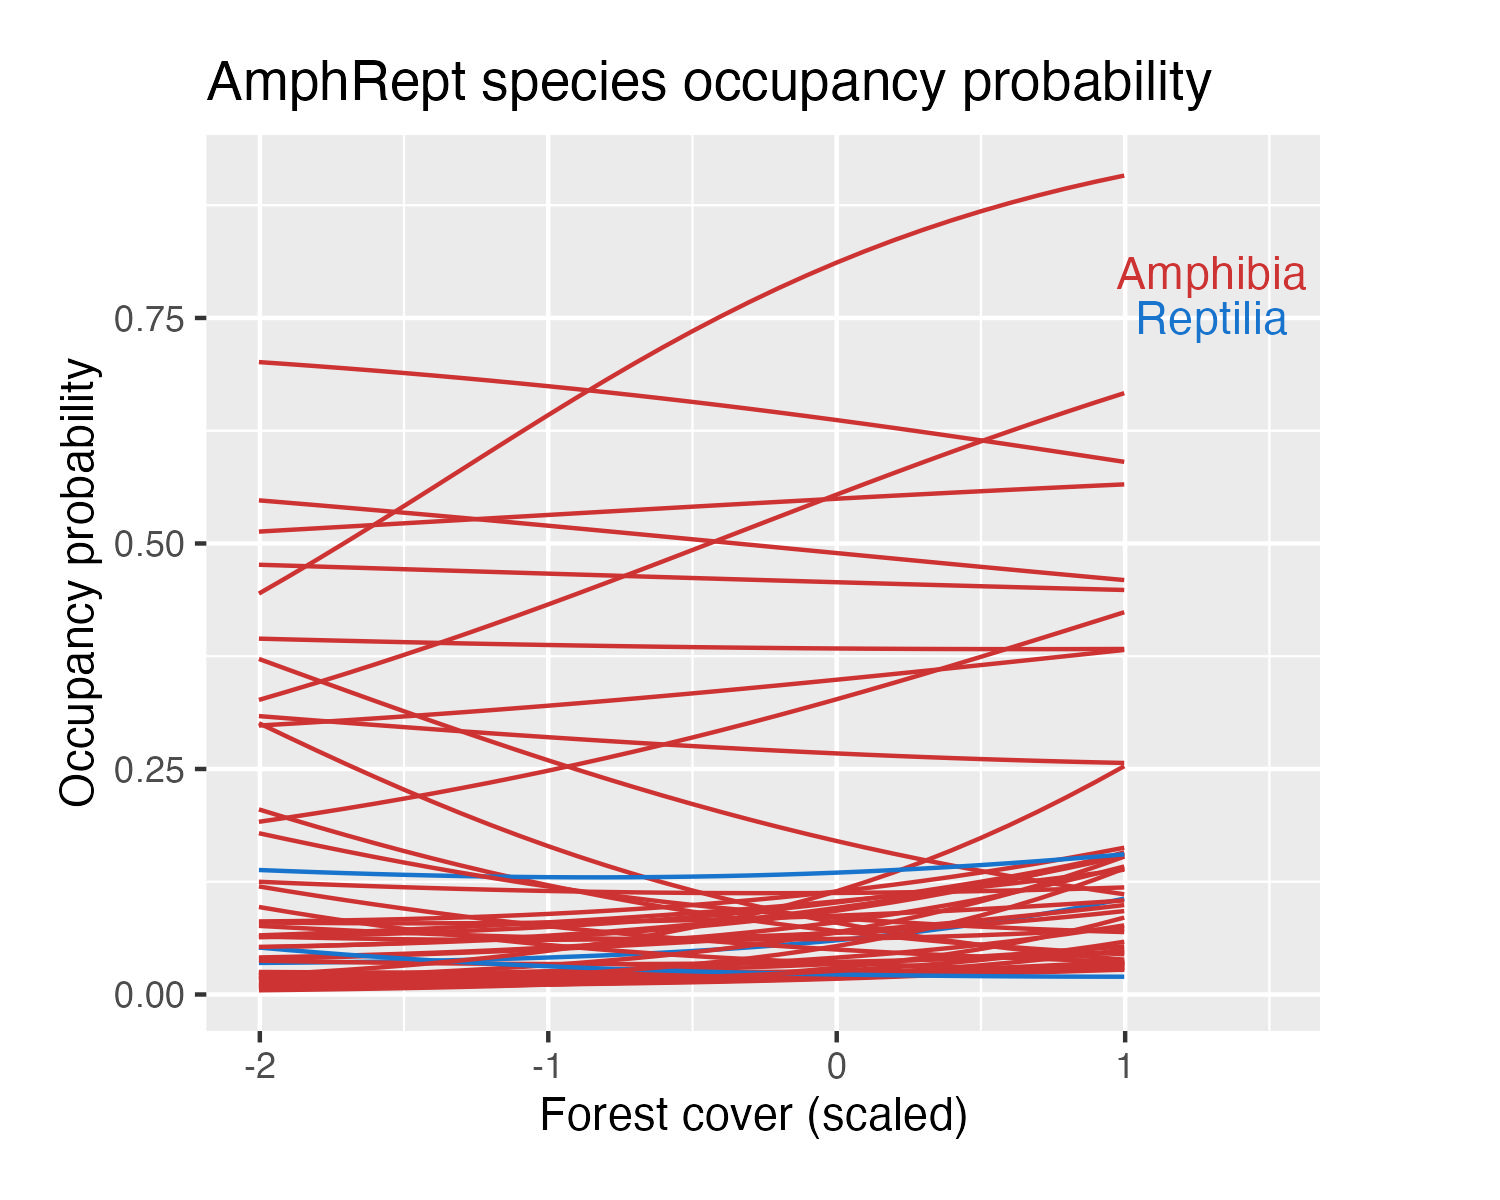 AmphRept species occupancy probability
Amphibia
Reptilia
0.75
0.50
0.25
0.00
Occupancy probability
-2
-1
0
1
Forest cover (scaled)